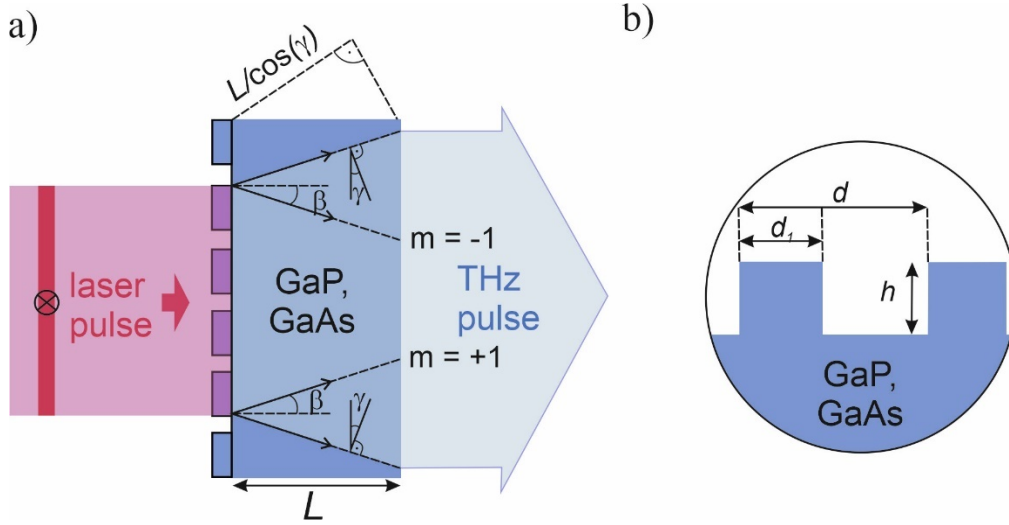 a)
L/cos(γ)
γ
β
m = -1
laser
pulse
GaP,
GaAs
THz
pulse
m = +1
β
γ
L
b)
d
d₁
h
GaP,
GaAs